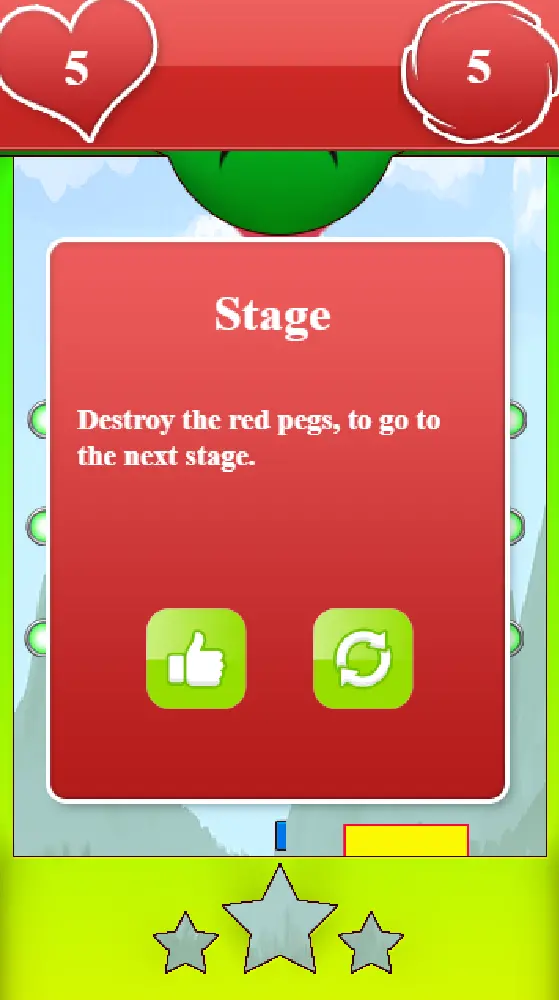 5
5
Stage
Destroy the red pegs, to go to
the next stage.